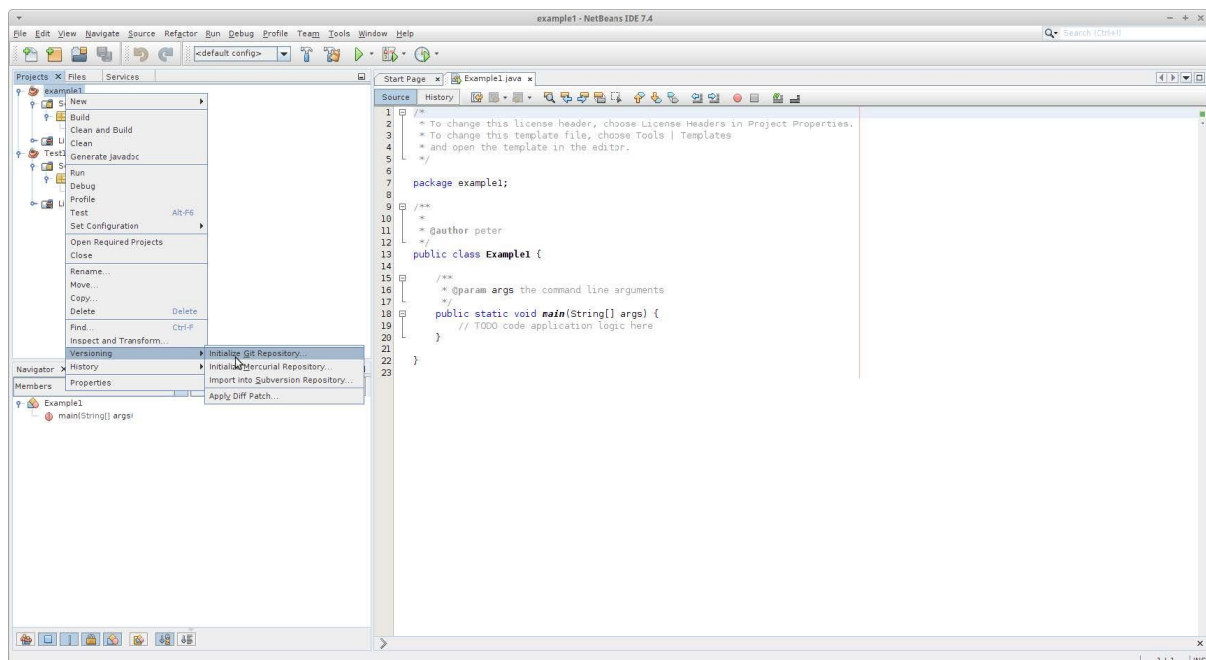 example1 - NetBeans IDE 7.4
File Edit View Navigate Source Refactor Run Debug Profile Team Tools Window Help
Search (Ctrl+I)
<default config>
Projects Files Services
example1
Test1
New
Build
Clean and Build
Clean
Generate Javadoc
Run
Debug
Profile
Test Alt-F6
Set Configuration
Open Required Projects
Close
Rename...
Move...
Copy...
Delete Delete
Find... Ctrl-F
Inspect and Transform...
Versioning
History
Properties
Initialize Git Repository...
Initialize Mercurial Repository...
Import into Subversion Repository...
Apply Diff Patch...
Navigator
Members
Example1
main(String[] args)
Start Page Example1.java
Source History
1 /*
2 * To change this license header, choose License Headers in Project Properties.
3 * To change this template file, choose Tools | Templates
4 * and open the template in the editor.
5 */
6
7 package example1;
8
9 /**
10 *
11 * @author peter
12 */
13 public class Example1 {
14
15 /**
16 * @param args the command line arguments
17 */
18 public static void main(String[] args) {
19 // TODO code application logic here
20 }
21
22 }
23